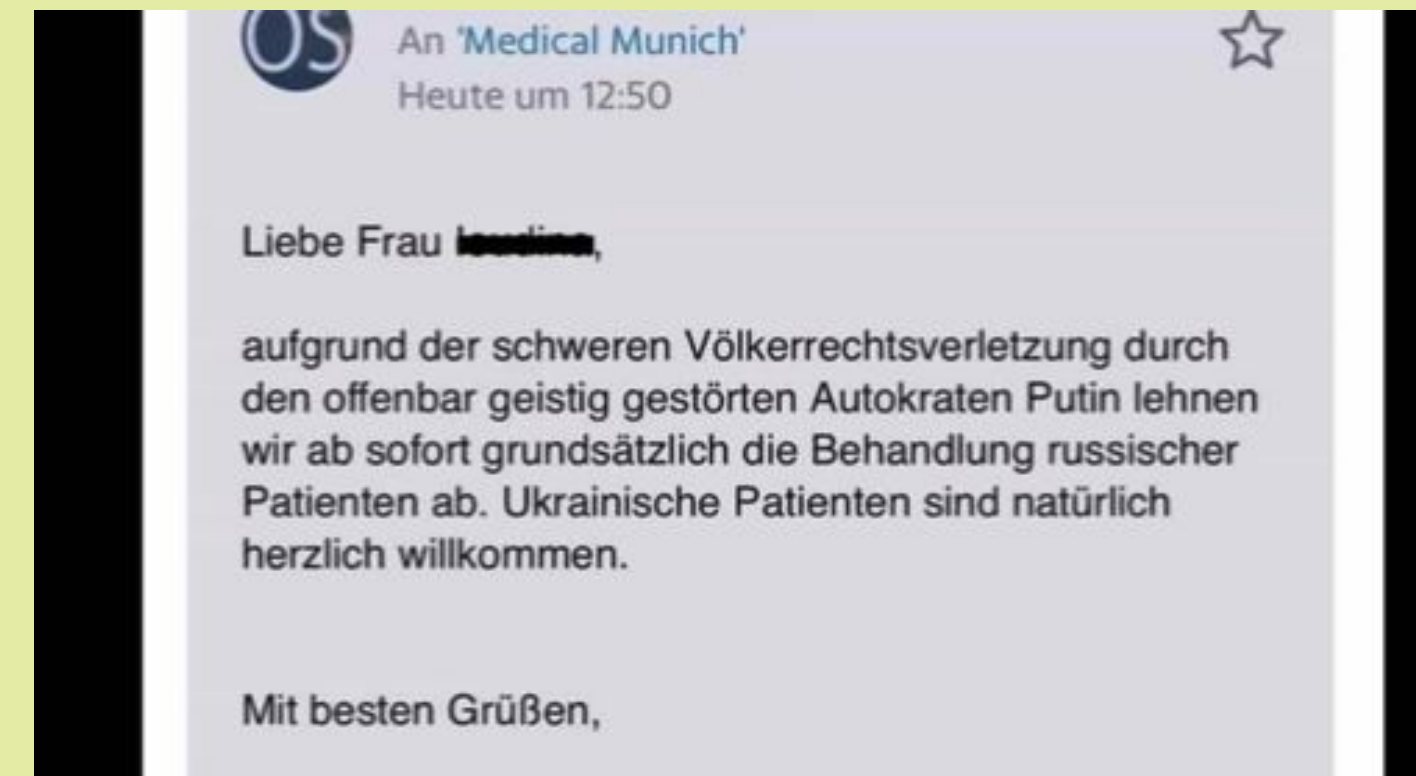 OS
An 'Medical Munich'
Heute um 12:50
Liebe Frau ,
aufgrund der schweren Völkerrechtsverletzung durch
den offenbar geistig gestörten Autokraten Putin lehnen
wir ab sofort grundsätzlich die Behandlung russischer
Patienten ab. Ukrainische Patienten sind natürlich
herzlich willkommen.
Mit besten Grüßen,